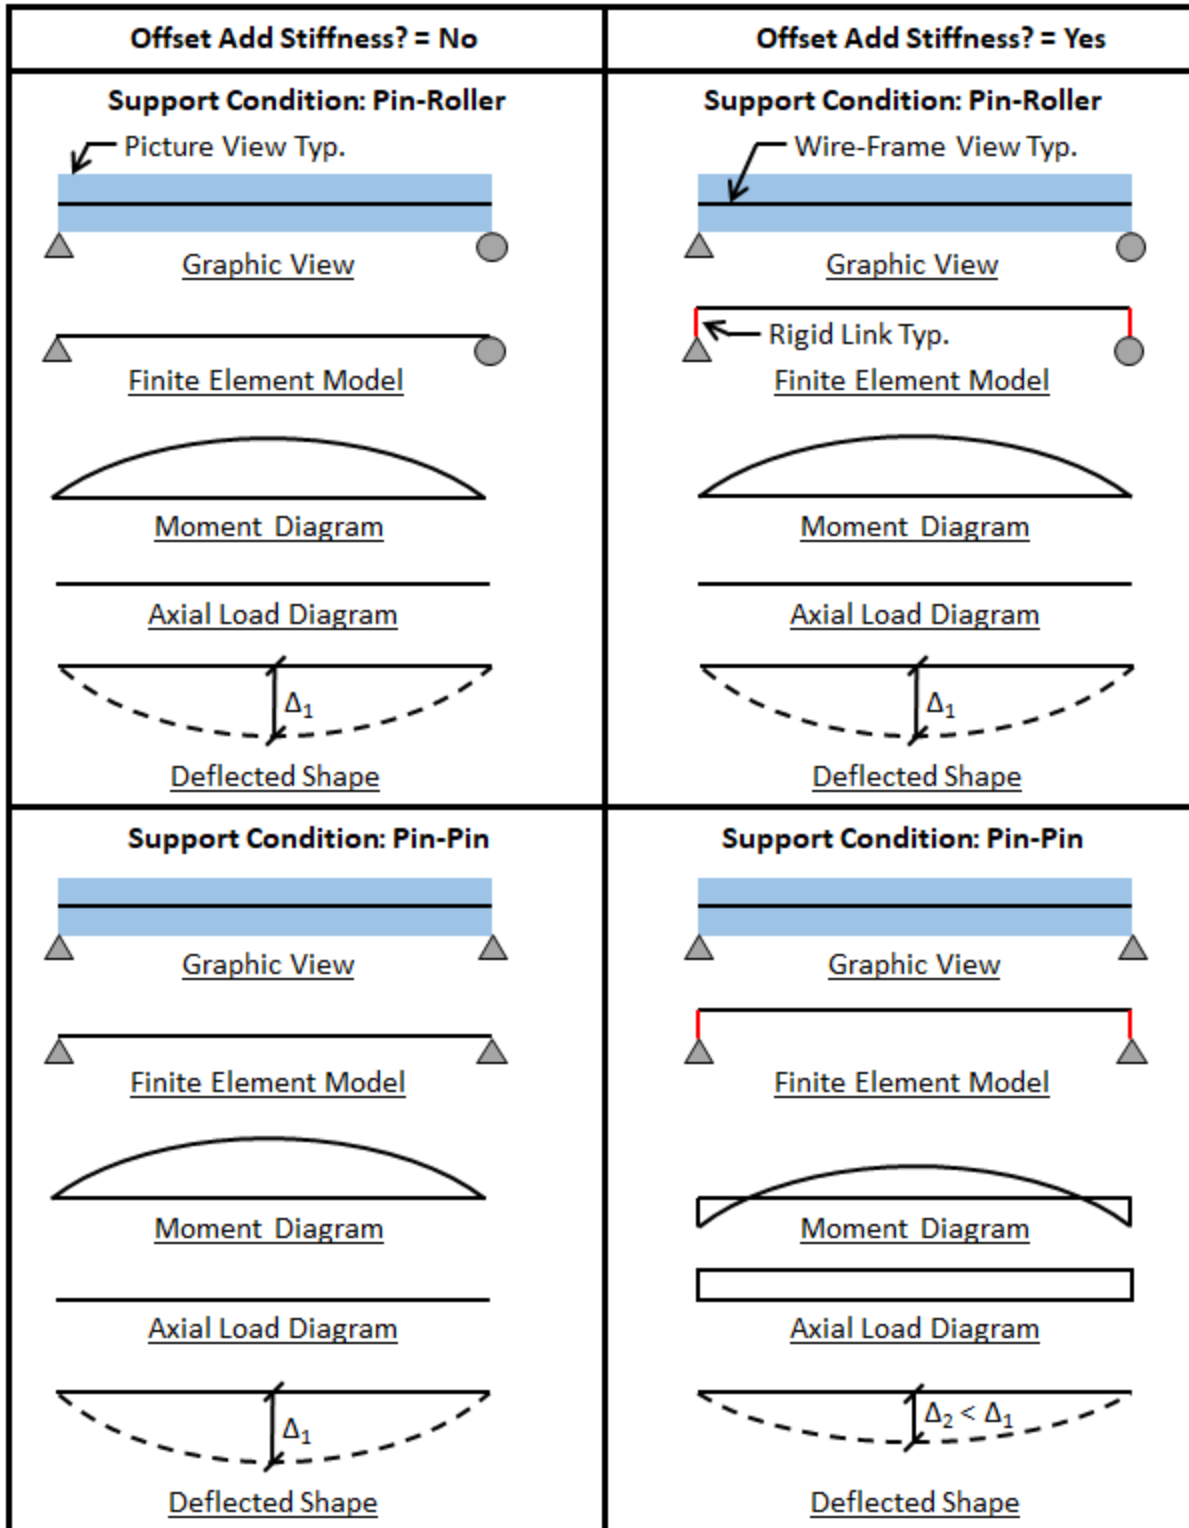 Offset Add Stiffness? = No
Offset Add Stiffness? = Yes
Support Condition: Pin-Roller
Picture View Typ.
Graphic View
Finite Element Model
Moment Diagram
Axial Load Diagram
Δ1
Deflected Shape
Support Condition: Pin-Roller
Wire-Frame View Typ.
Graphic View
Rigid Link Typ.
Finite Element Model
Moment Diagram
Axial Load Diagram
Δ1
Deflected Shape
Support Condition: Pin-Pin
Graphic View
Finite Element Model
Moment Diagram
Axial Load Diagram
Δ1
Deflected Shape
Support Condition: Pin-Pin
Graphic View
Finite Element Model
Moment Diagram
Axial Load Diagram
Δ2 < Δ1
Deflected Shape